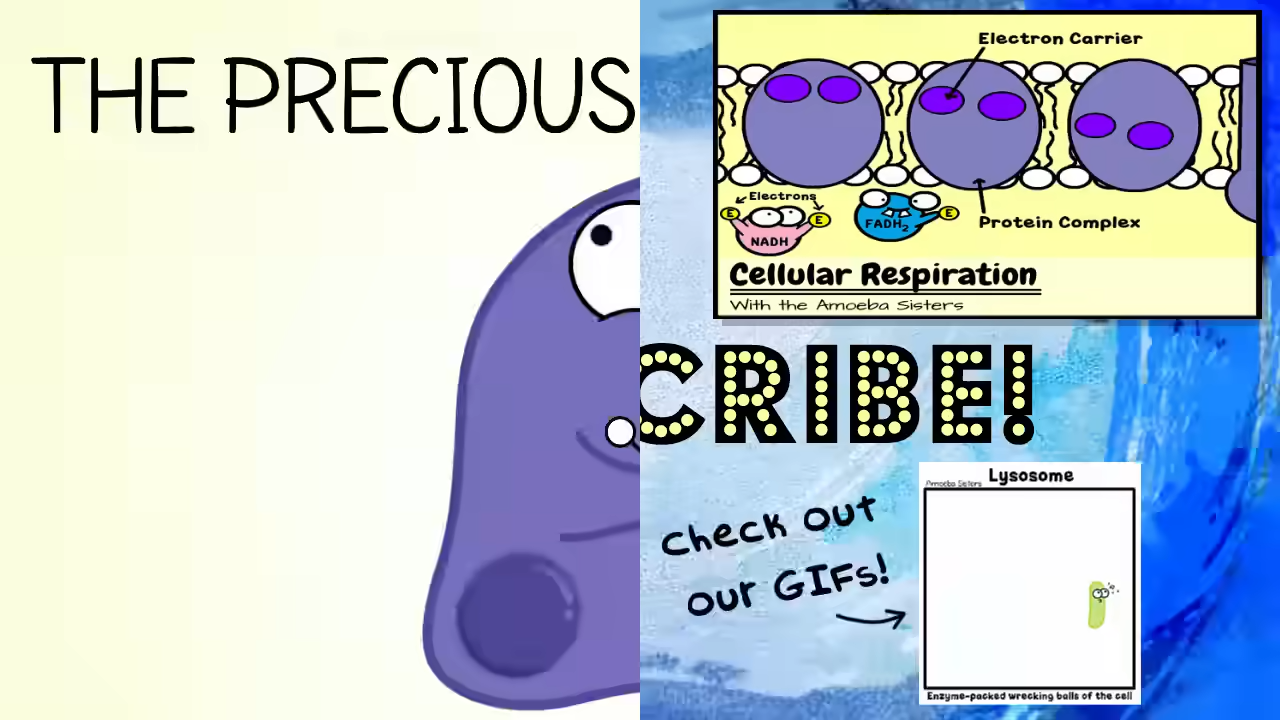 THE PRECIOUS
Electron Carrier
Electrons
E
E
E
NADH
FADH2
Protein Complex
Cellular Respiration
With the Amoeba Sisters
CRIBE!
Check out
our GIFs!
Lysosome
Amoeba Sisters
Enzyme-packed wrecking balls of the cell